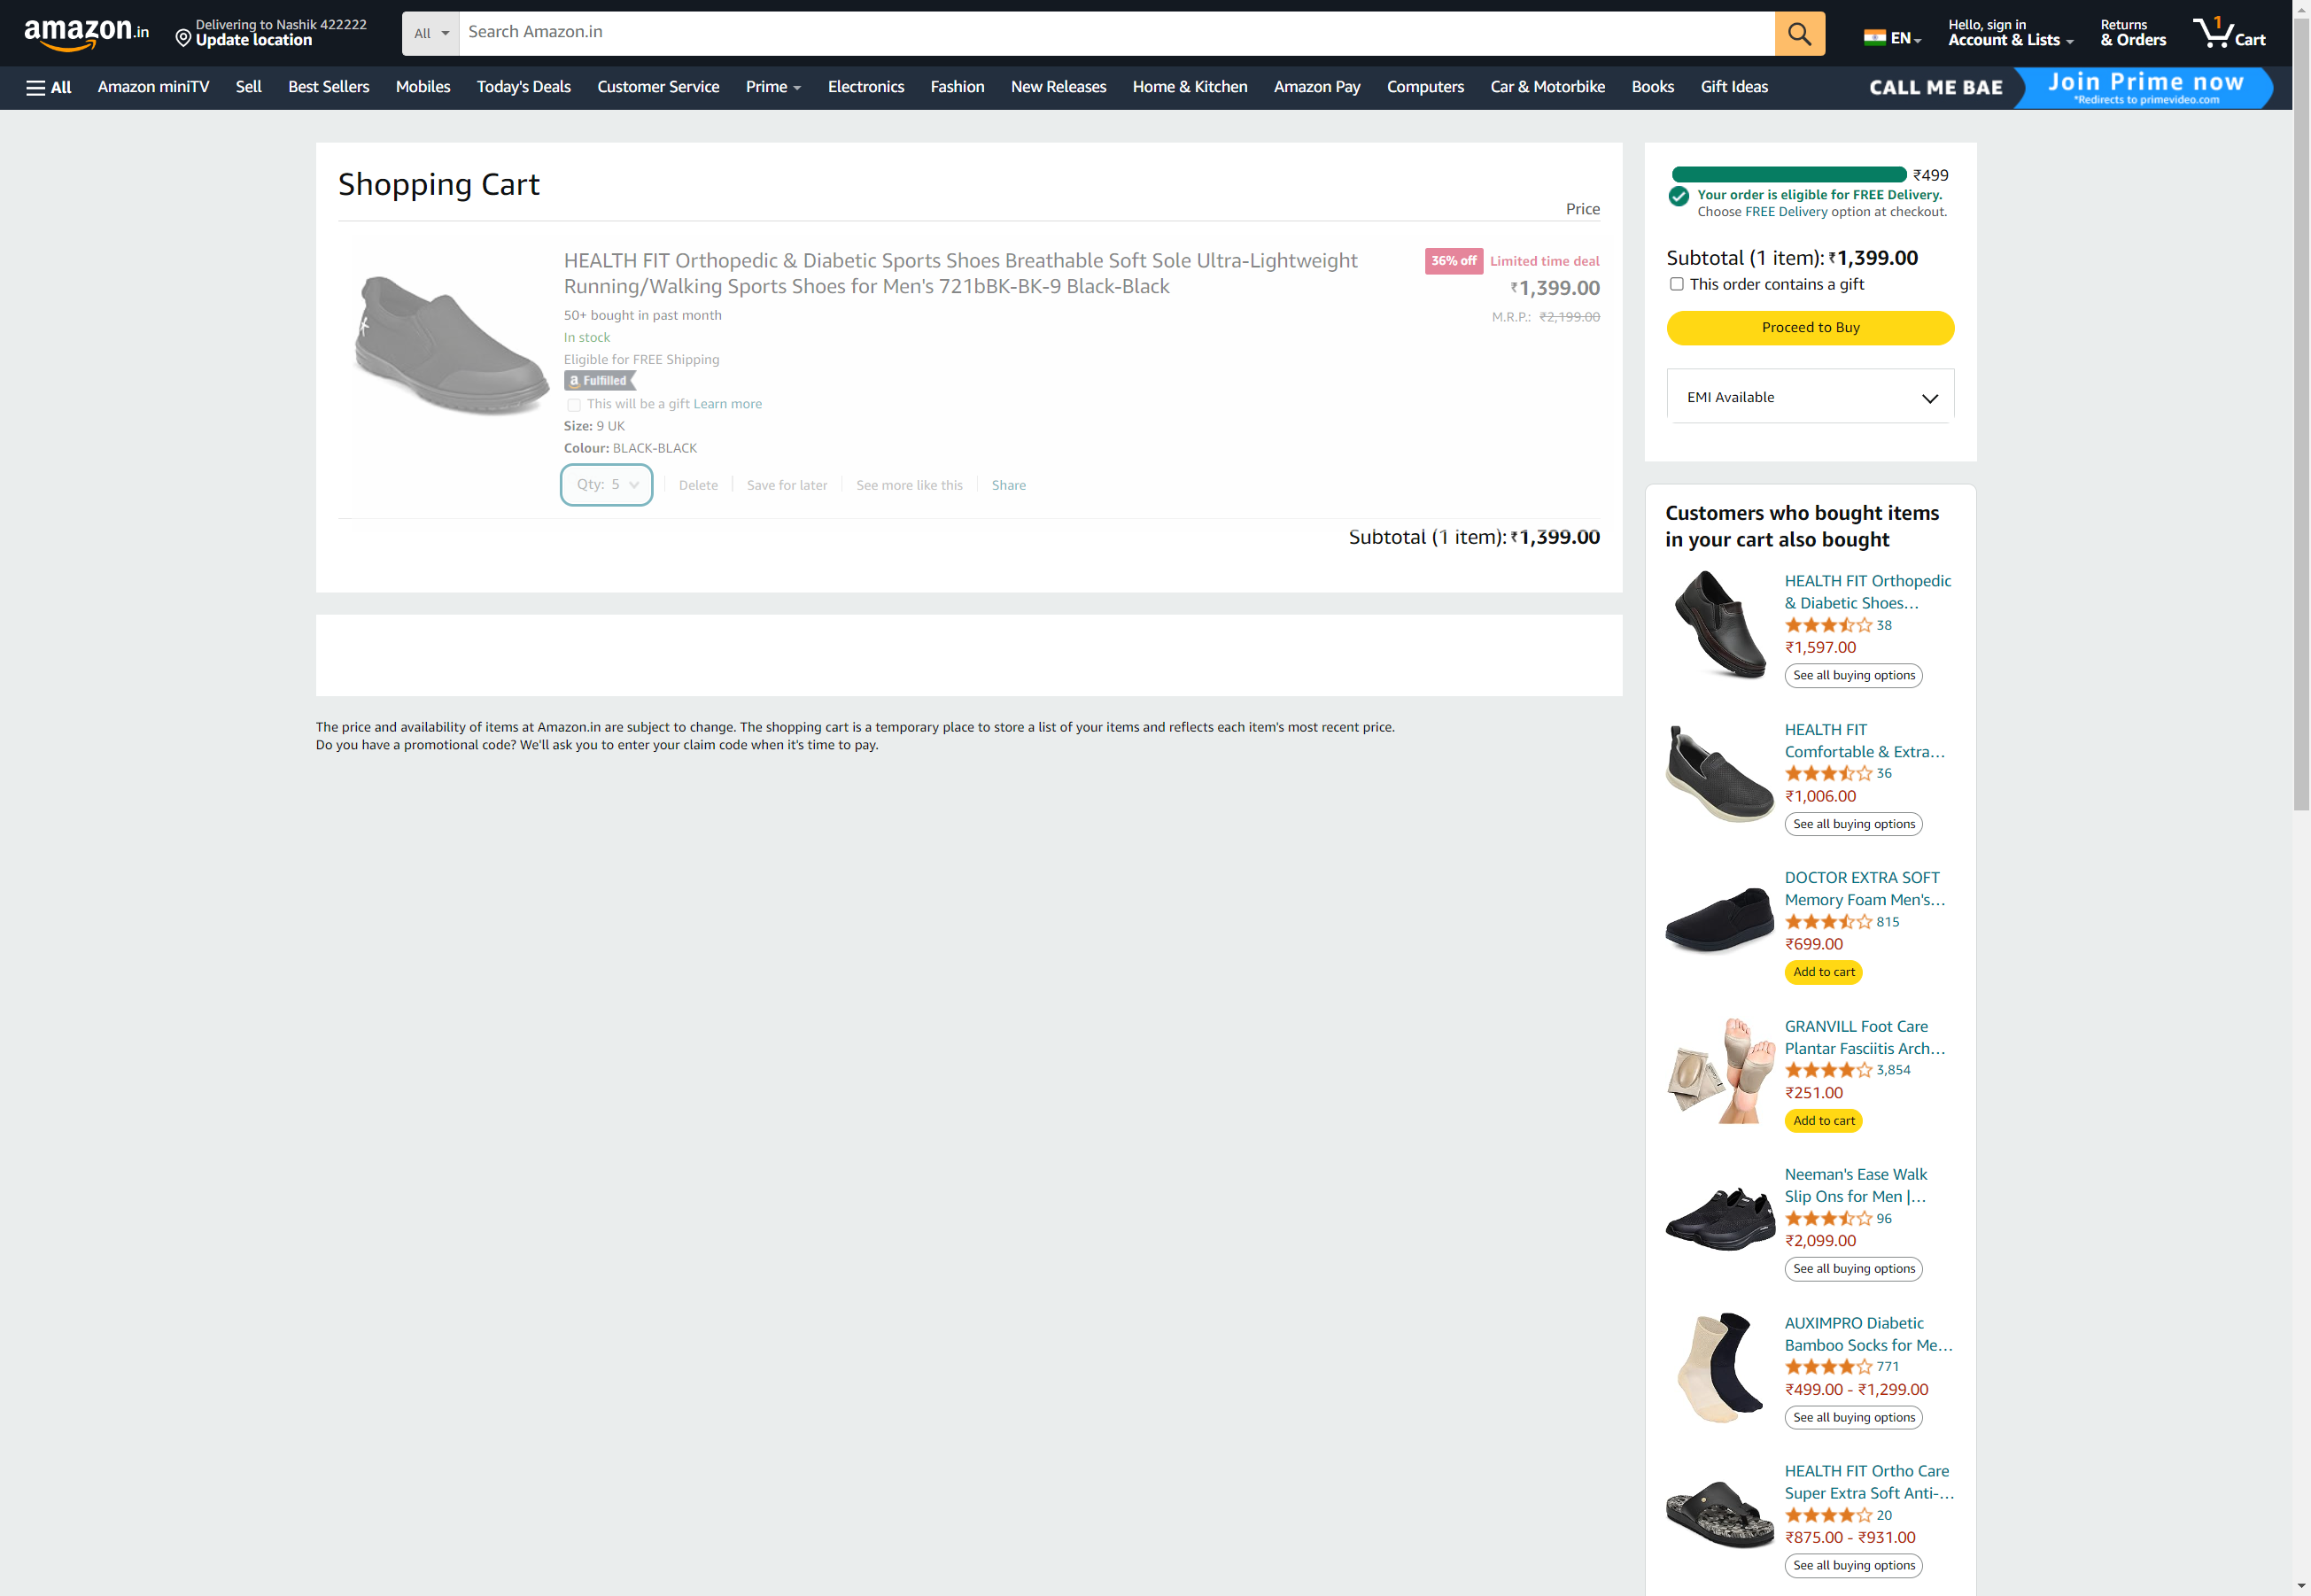 amazon.in
Delivering to Nashik 422222
Update location
All
Search Amazon.in
EN
Hello, sign in
Account & Lists
Returns
& Orders
1
Cart
All
Amazon miniTV
Sell
Best Sellers
Mobiles
Today's Deals
Customer Service
Prime
Electronics
Fashion
New Releases
Home & Kitchen
Amazon Pay
Computers
Car & Motorbike
Books
Gift Ideas
CALL ME BAE
Join Prime now
*Redirects to primevideo.com
Shopping Cart
Price
HEALTH FIT Orthopedic & Diabetic Sports Shoes Breathable Soft Sole Ultra-Lightweight
Running/Walking Sports Shoes for Men's 721bBK-BK-9 Black-Black
36% off Limited time deal
₹1,399.00
M.R.P.: ₹2,199.00
50+ bought in past month
In stock
Eligible for FREE Shipping
a Fulfilled
This will be a gift Learn more
Size: 9 UK
Colour: BLACK-BLACK
Qty: 5
Delete
Save for later
See more like this
Share
Subtotal (1 item): ₹1,399.00
The price and availability of items at Amazon.in are subject to change. The shopping cart is a temporary place to store a list of your items and reflects each item's most recent price.
Do you have a promotional code? We'll ask you to enter your claim code when it's time to pay.
₹499
Your order is eligible for FREE Delivery.
Choose FREE Delivery option at checkout.
Subtotal (1 item): ₹1,399.00
This order contains a gift
Proceed to Buy
EMI Available
Customers who bought items
in your cart also bought
HEALTH FIT Orthopedic
& Diabetic Shoes…
38
₹1,597.00
See all buying options
HEALTH FIT
Comfortable & Extra…
36
₹1,006.00
See all buying options
DOCTOR EXTRA SOFT
Memory Foam Men's…
815
₹699.00
Add to cart
GRANVILL Foot Care
Plantar Fasciitis Arch…
3,854
₹251.00
Add to cart
Neeman's Ease Walk
Slip Ons for Men |…
96
₹2,099.00
See all buying options
AUXIMPRO Diabetic
Bamboo Socks for Me…
771
₹499.00 - ₹1,299.00
See all buying options
HEALTH FIT Ortho Care
Super Extra Soft Anti-…
20
₹875.00 - ₹931.00
See all buying options